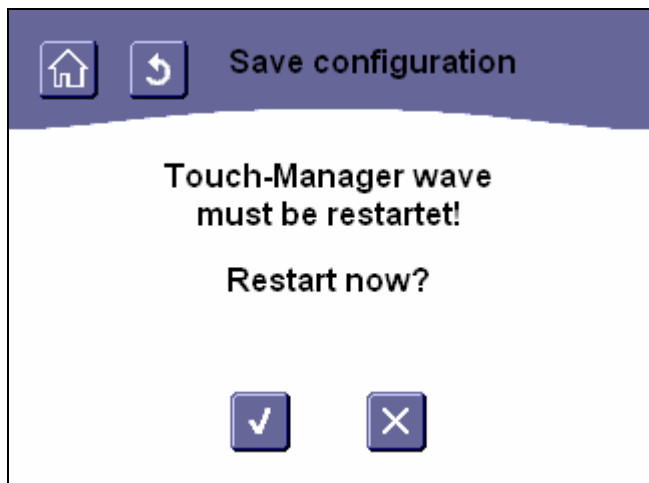 Save configuration
Touch-Manager wave
must be restartet!
Restart now?